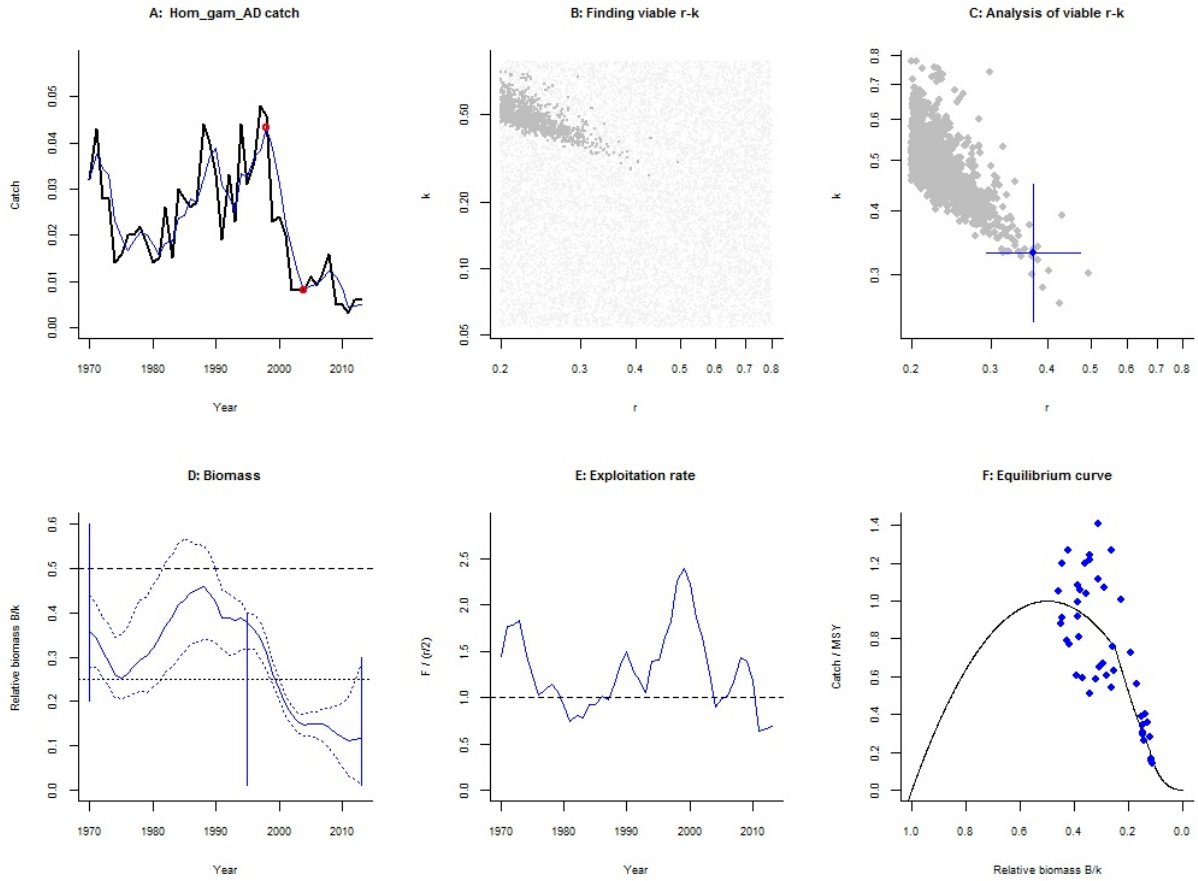 A: Hom_gam_AD catch
Catch
0.05
0.04
0.03
0.02
0.01
0.00
1970 1980 1990 2000 2010
Year
B: Finding viable r-k
k
0.50
0.20
0.10
0.05
0.2 0.3 0.4 0.5 0.6 0.7 0.8
r
C: Analysis of viable r-k
k
0.8
0.7
0.6
0.5
0.4
0.3
0.2 0.3 0.4 0.5 0.6 0.7 0.8
r
D: Biomass
Relative biomass B/k
0.6
0.5
0.4
0.3
0.2
0.1
0.0
1970 1980 1990 2000 2010
Year
E: Exploitation rate
F / (r/2)
2.5
2.0
1.5
1.0
0.5
0.0
1970 1980 1990 2000 2010
Year
F: Equilibrium curve
Catch / MSY
1.4
1.2
1.0
0.8
0.6
0.4
0.2
0.0
1.0 0.8 0.6 0.4 0.2 0.0
Relative biomass B/k